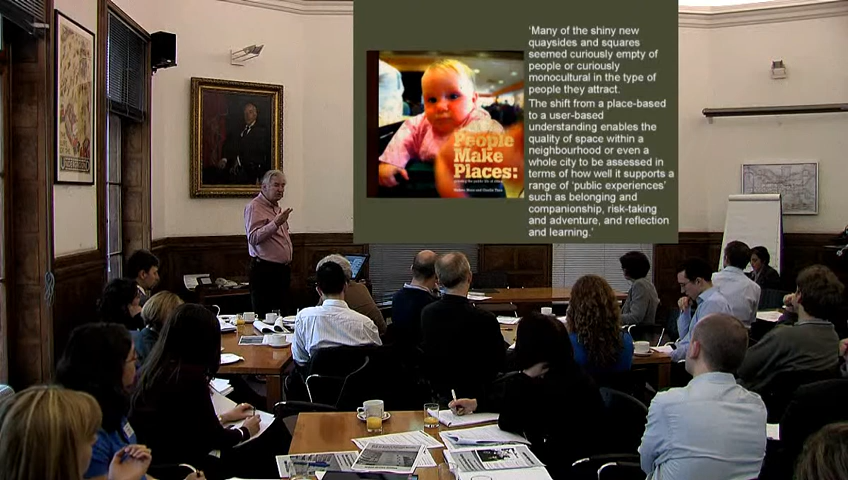 People
Make
Places:
'Many of the shiny new
quaysides and squares
seemed curiously empty of
people or curiously
monocultural in the type of
people they attract.
The shift from a place-based
to a user-based
understanding enables the
quality of space within a
neighbourhood or even a
whole city to be assessed in
terms of how well it supports a
range of 'public experiences'
such as belonging and
companionship, risk-taking
and adventure, and reflection
and learning.'